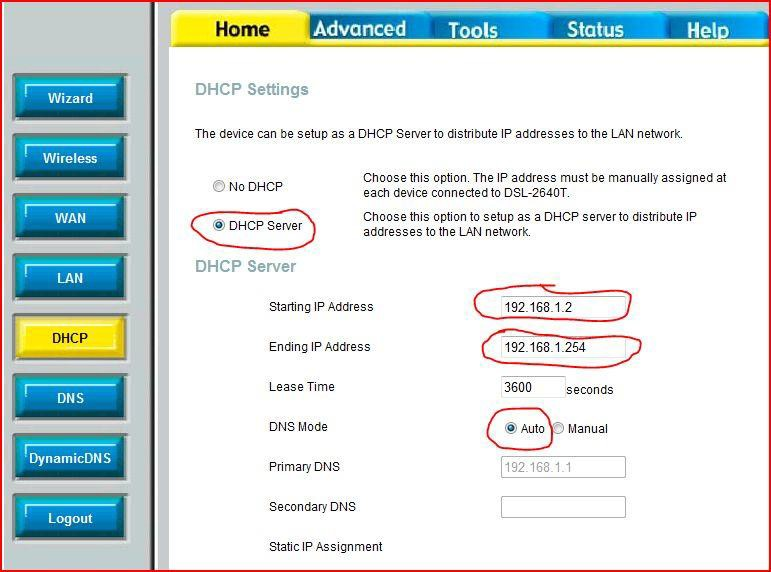 Home Advanced Tools Status Help
Wizard
Wireless
WAN
LAN
DHCP
DNS
DynamicDNS
Logout
DHCP Settings
The device can be setup as a DHCP Server to distribute IP addresses to the LAN network.
No DHCP
Choose this option. The IP address must be manually assigned at
each device connected to DSL-2640T.
DHCP Server
Choose this option to setup as a DHCP server to distribute IP
addresses to the LAN network.
DHCP Server
Starting IP Address 192.168.1.2
Ending IP Address 192.168.1.254
Lease Time 3600 seconds
DNS Mode Auto Manual
Primary DNS 192.168.1.1
Secondary DNS
Static IP Assignment